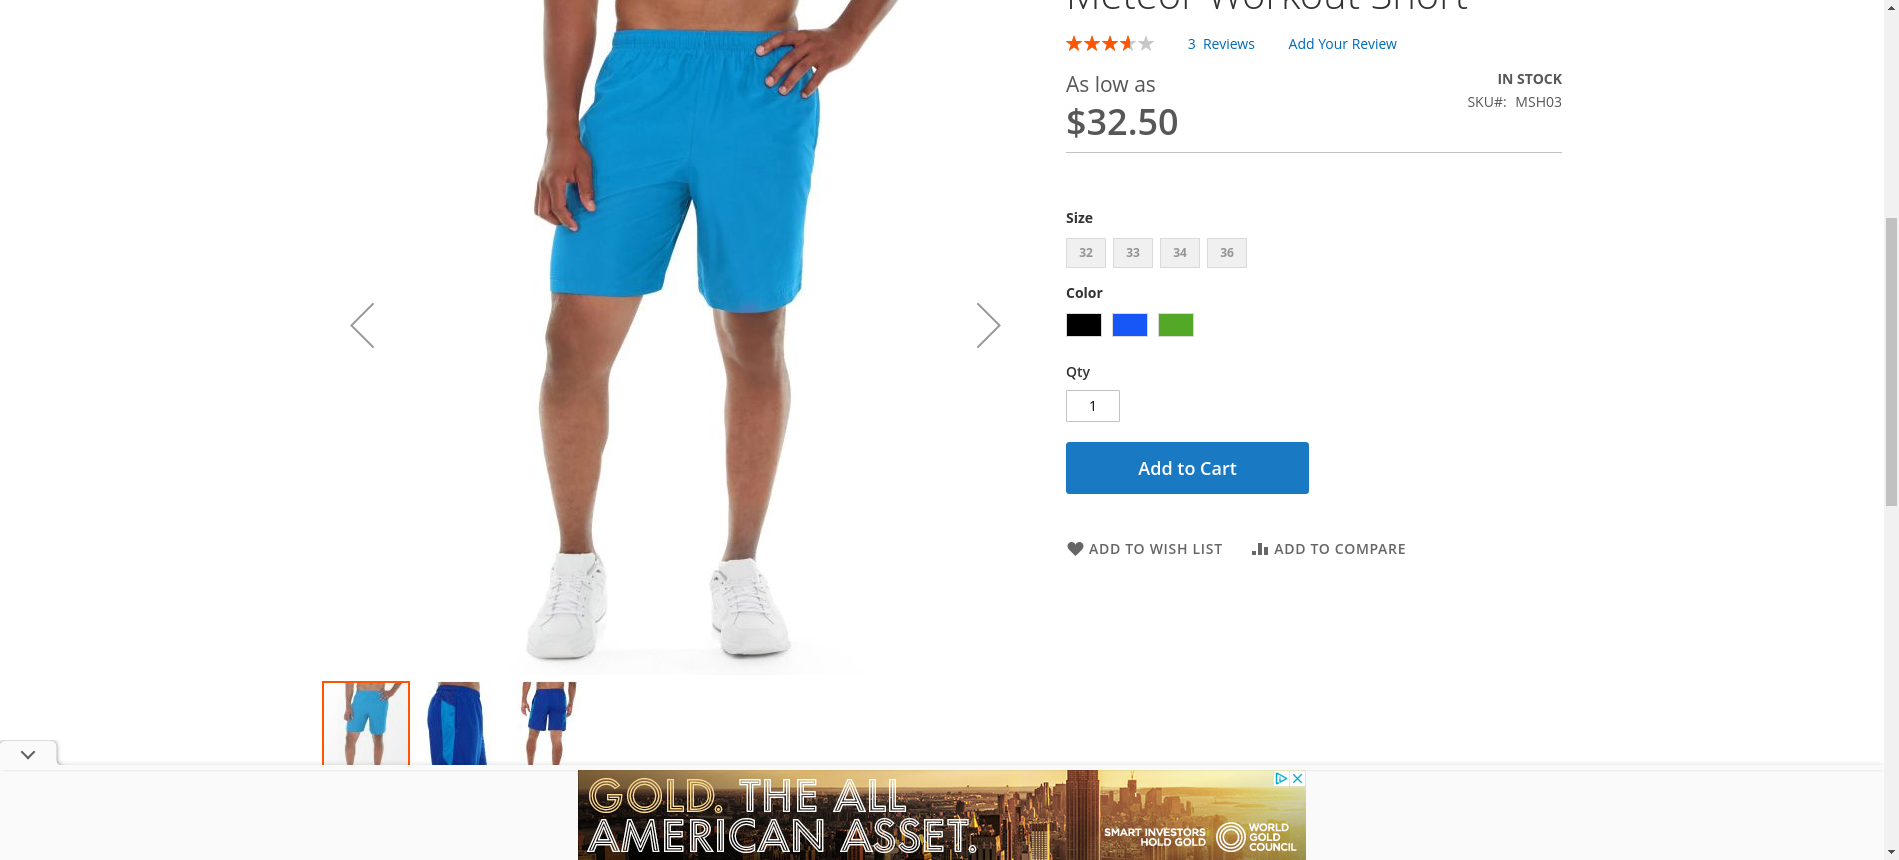 Meteor Workout Short
3 Reviews
Add Your Review
As low as
IN STOCK
$32.50
SKU#: MSH03
Size
32 33 34 36
Color
Qty
1
Add to Cart
ADD TO WISH LIST
ADD TO COMPARE
GOLD. THE ALL
AMERICAN ASSET.
SMART INVESTORS
HOLD GOLD
WORLD
GOLD
COUNCIL